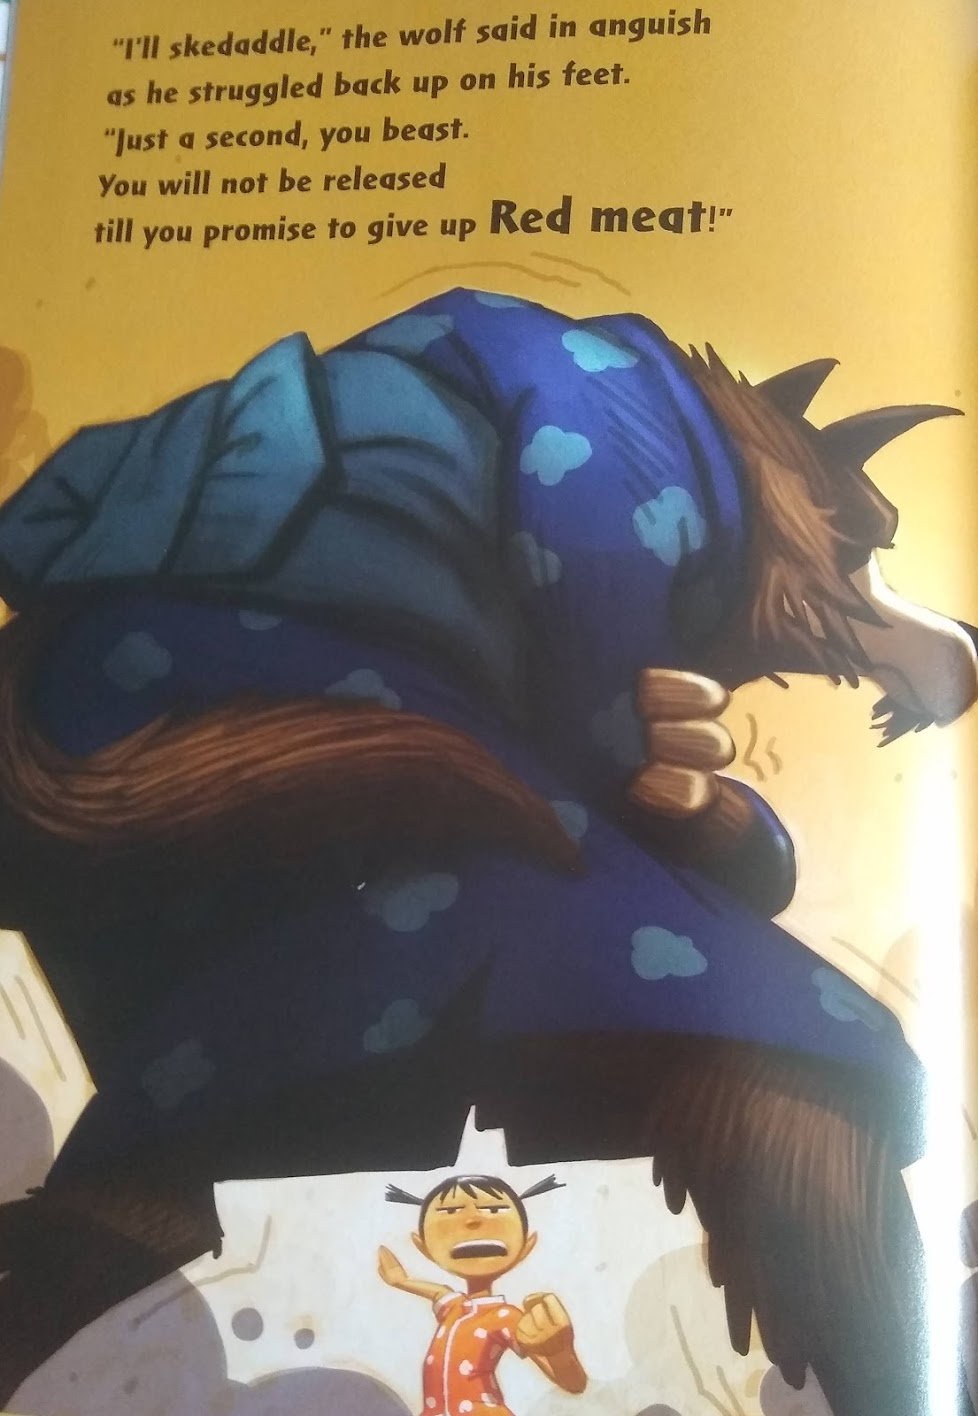 "I'll skedaddle," the wolf said in anguish
as he struggled back up on his feet.
"Just a second, you beast.
You will not be released
till you promise to give up Red meat!"